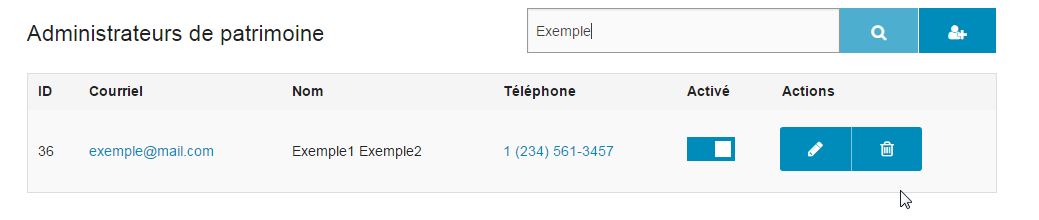 Administrateurs de patrimoine
Exemple
ID Courriel Nom Téléphone Activé Actions
36 exemple@mail.com Exemple1 Exemple2 1 (234) 561-3457